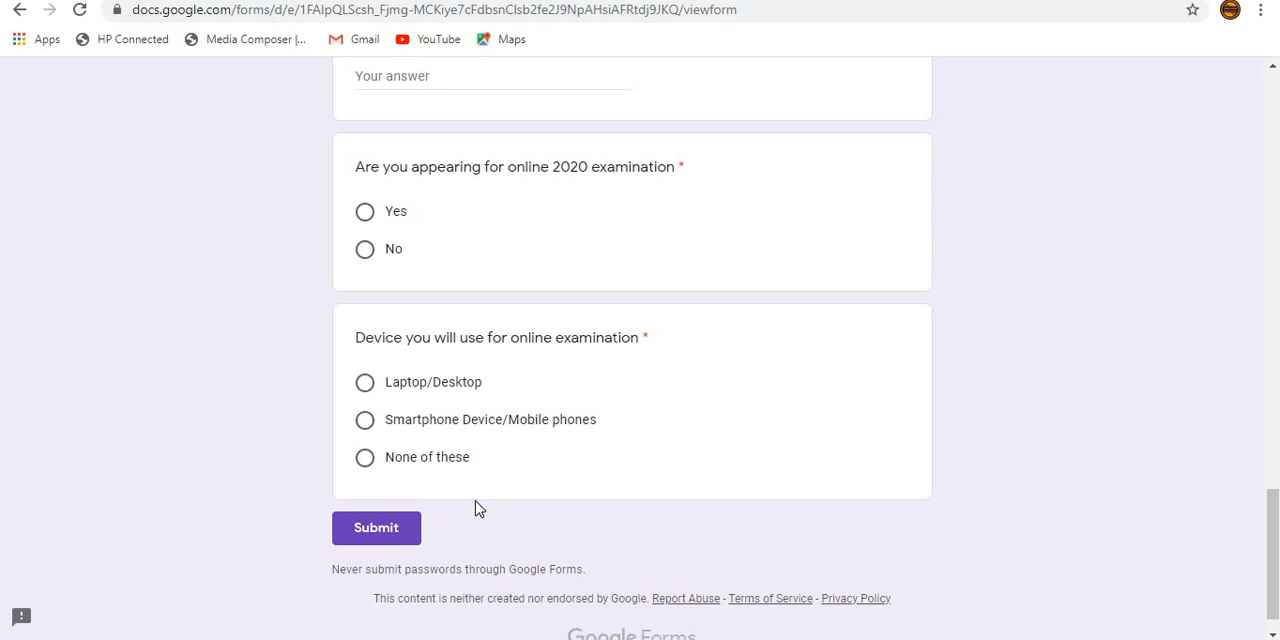 docs.google.com/forms/d/e/1FAIpQLScsh_Fjmg-MCKiye7cFdbsnClsb2fe2J9NpAHsiAFRtdj9JKQ/viewform
Apps HP Connected Media Composer |... Gmail YouTube Maps
Your answer
Are you appearing for online 2020 examination *
Yes
No
Device you will use for online examination *
Laptop/Desktop
Smartphone Device/Mobile phones
None of these
Submit
Never submit passwords through Google Forms.
This content is neither created nor endorsed by Google. Report Abuse - Terms of Service - Privacy Policy
Google Forms